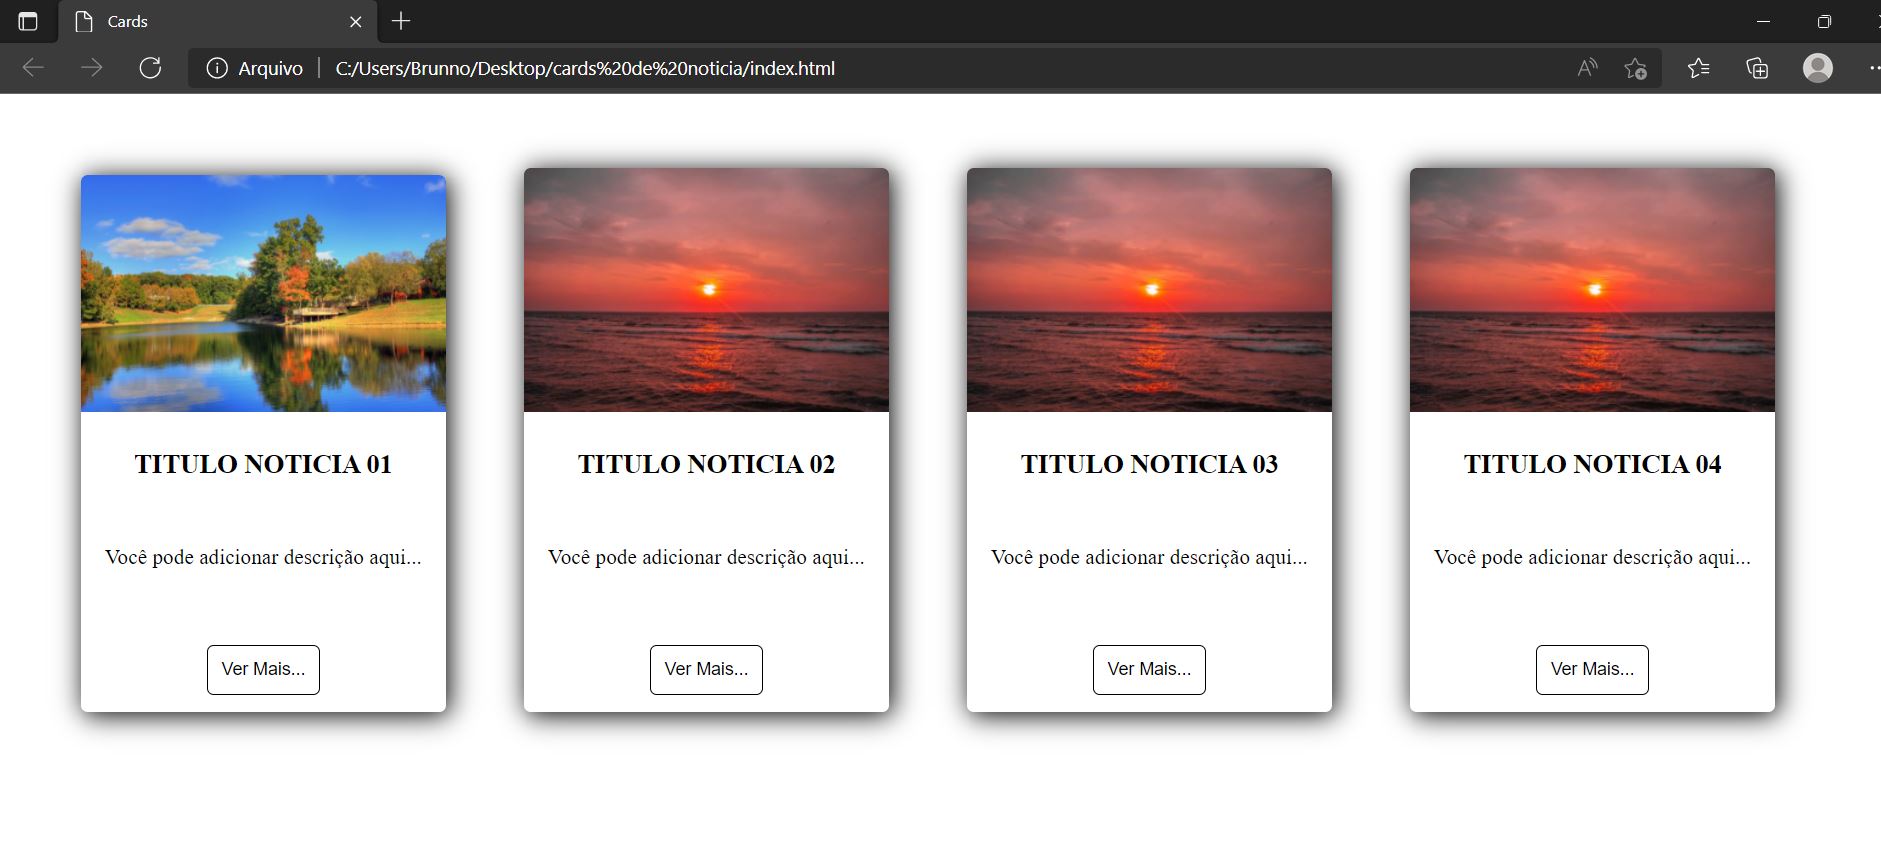 Cards
Arquivo
C:/Users/Brunno/Desktop/cards%20de%20noticia/index.html
TITULO NOTICIA 01
Você pode adicionar descrição aqui...
Ver Mais...
TITULO NOTICIA 02
Você pode adicionar descrição aqui...
Ver Mais...
TITULO NOTICIA 03
Você pode adicionar descrição aqui...
Ver Mais...
TITULO NOTICIA 04
Você pode adicionar descrição aqui...
Ver Mais...